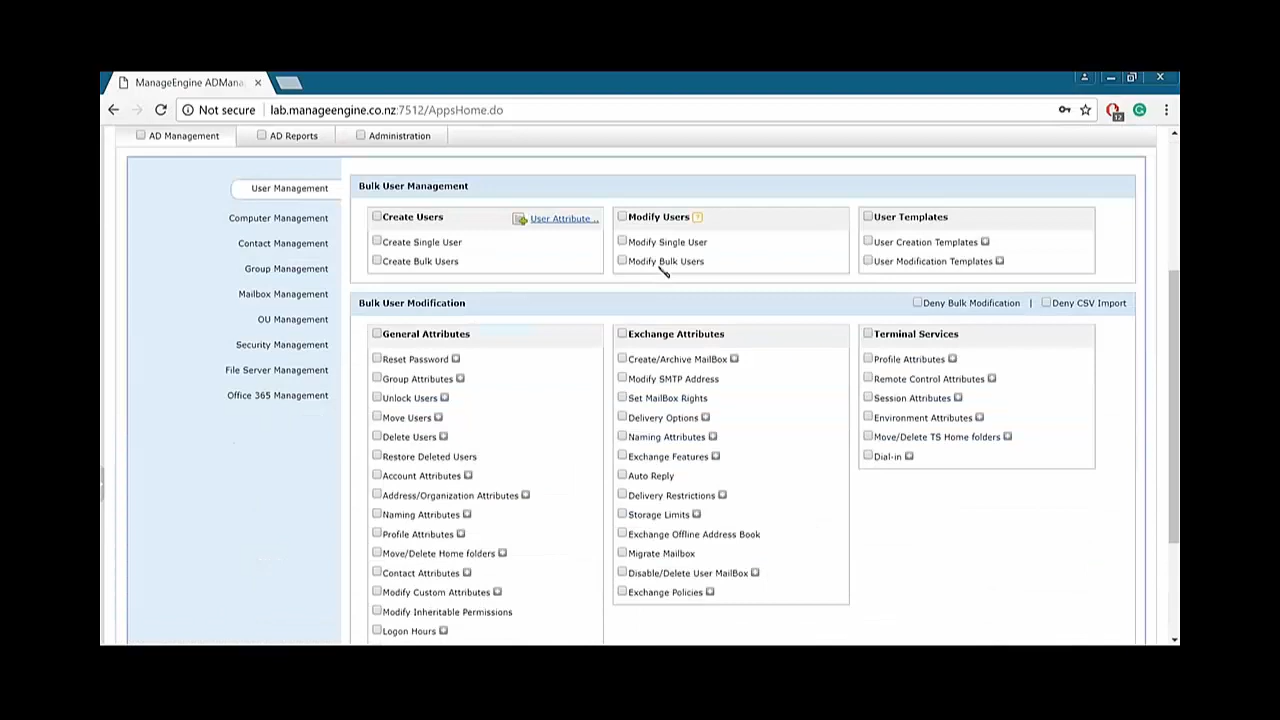 ManageEngine ADMana
Not secure lab.manageengine.co.nz:7512/AppsHome.do
12
AD Management AD Reports Administration
User Management
Computer Management
Contact Management
Group Management
Mailbox Management
OU Management
Security Management
File Server Management
Office 365 Management
Bulk User Management
Create Users User Attribute ..
Create Single User
Create Bulk Users
Modify Users ?
Modify Single User
Modify Bulk Users
User Templates
User Creation Templates
User Modification Templates
Bulk User Modification Deny Bulk Modification | Deny CSV Import
General Attributes
Reset Password
Group Attributes
Unlock Users
Move Users
Delete Users
Restore Deleted Users
Account Attributes
Address/Organization Attributes
Naming Attributes
Profile Attributes
Move/Delete Home folders
Contact Attributes
Modify Custom Attributes
Modify Inheritable Permissions
Logon Hours
Exchange Attributes
Create/Archive MailBox
Modify SMTP Address
Set MailBox Rights
Delivery Options
Naming Attributes
Exchange Features
Auto Reply
Delivery Restrictions
Storage Limits
Exchange Offline Address Book
Migrate Mailbox
Disable/Delete User MailBox
Exchange Policies
Terminal Services
Profile Attributes
Remote Control Attributes
Session Attributes
Environment Attributes
Move/Delete TS Home folders
Dial-in